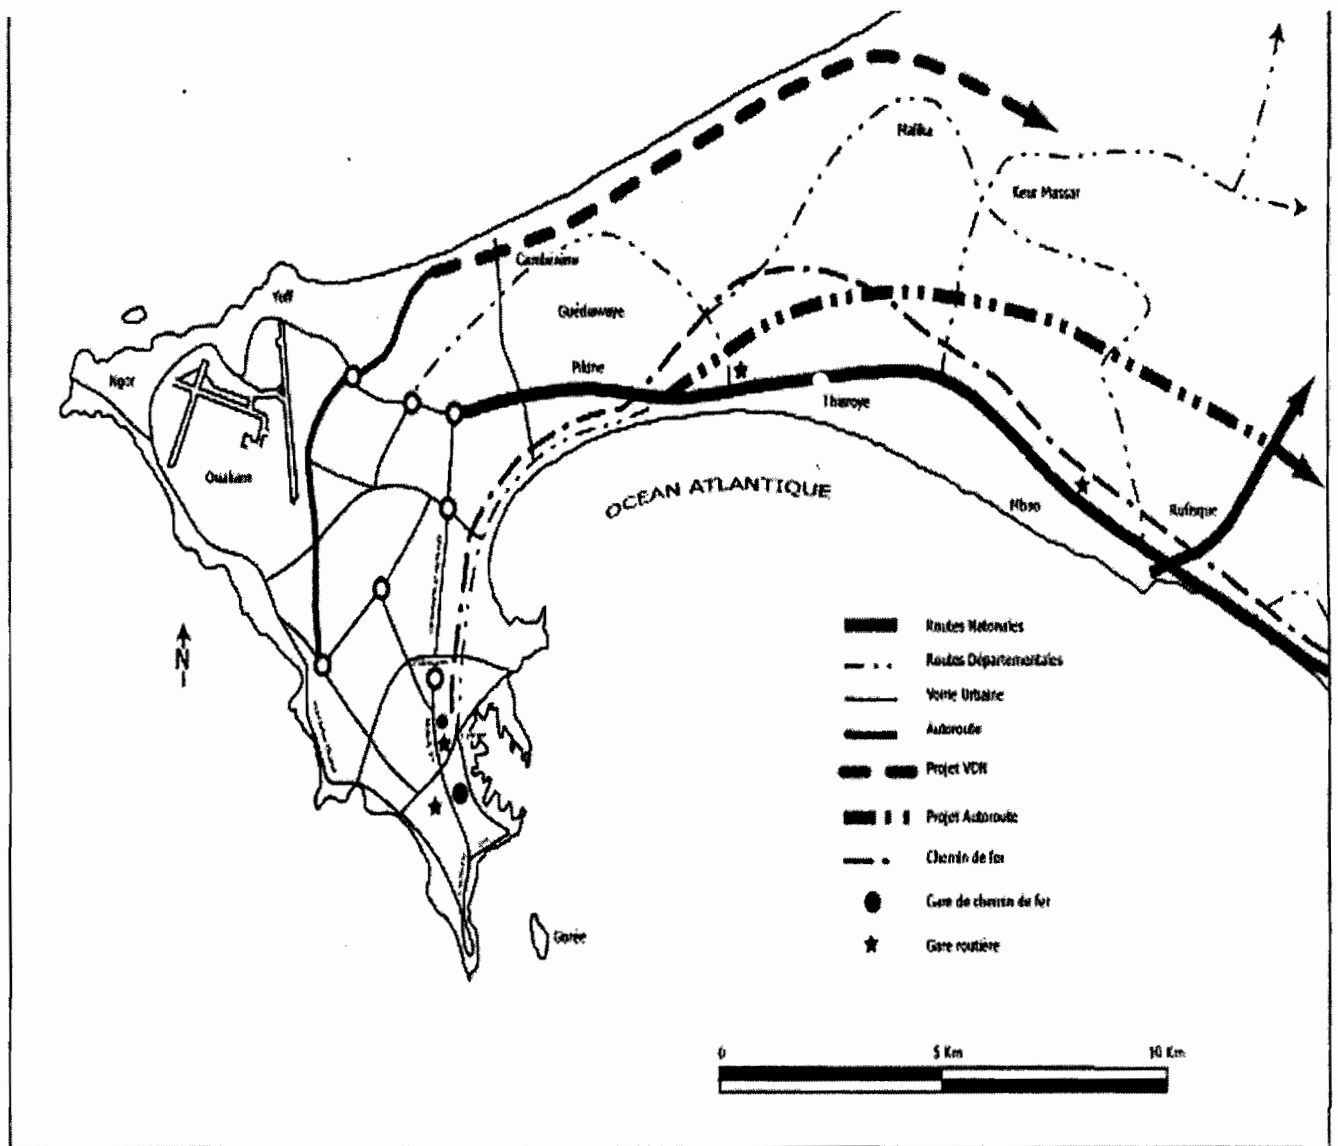 Malika
Keur Massar
Cambérène
Yoff
Guédiawaye
Pikine
Ngor
Thiaroye
Ouakam
OCEAN ATLANTIQUE
Mbao
Rufisque
N
Routes Nationales
Routes Départementales
Voirie Urbaine
Autoroute
Projet VDN
Projet Autoroute
Chemin de fer
Gare de chemin de fer
Gare routière
Gorée
0 5 Km 10 Km